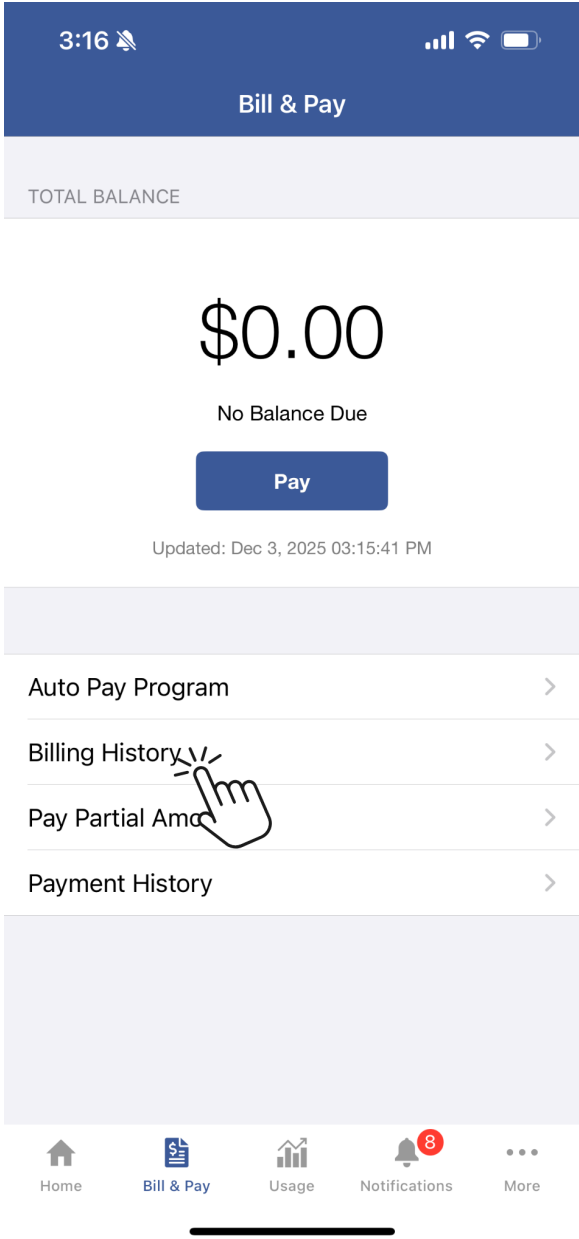 3:16
Bill & Pay
TOTAL BALANCE
$0.00
No Balance Due
Pay
Updated: Dec 3, 2025 03:15:41 PM
Auto Pay Program
Billing History
Pay Partial
Payment History
8
Home
Bill & Pay
Usage
Notifications
More